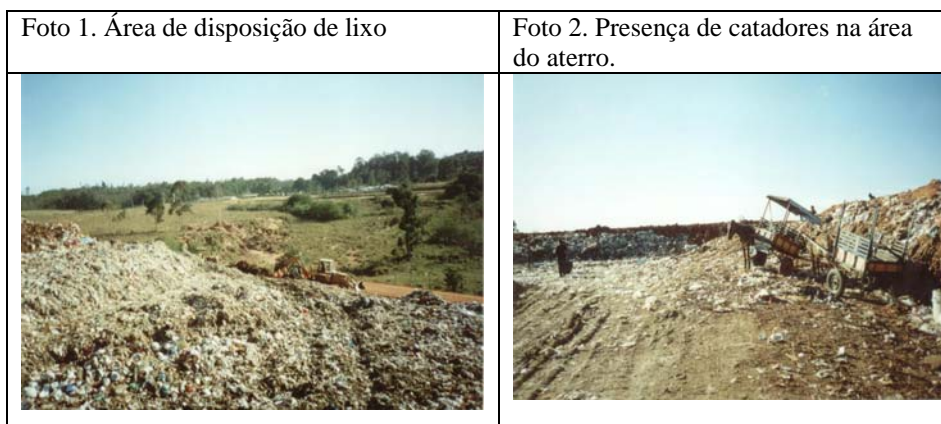 Foto 1. Área de disposição de lixo
Foto 2. Presença de catadores na área
do aterro.